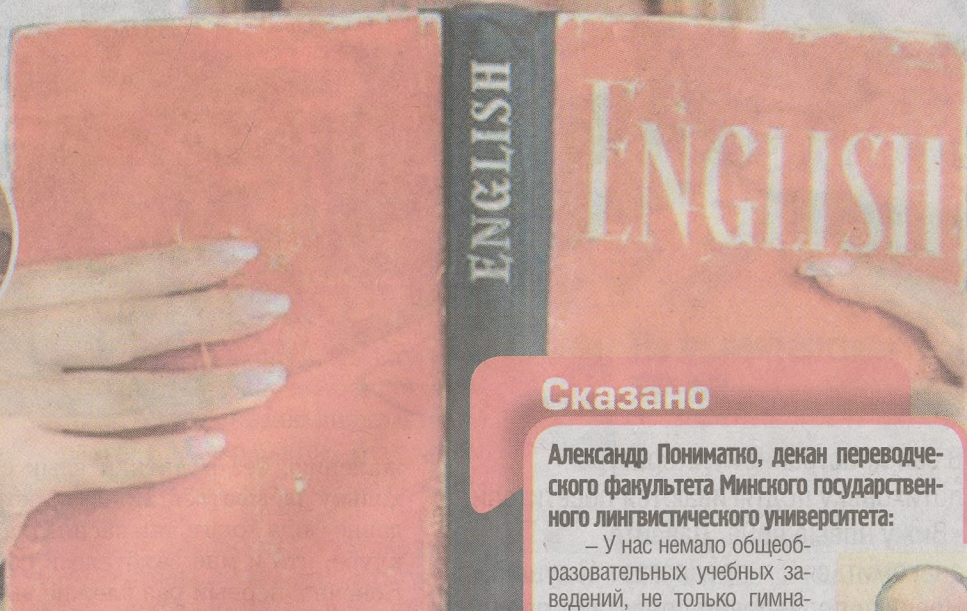 ENGLISH
ENGLISH
Сказано
Александр Пониматко, декан переводче-
ского факультета Минского государствен-
ного лингвистического университета:
– У нас немало общеоб-
разовательных учебных за-
ведений, не только гимна-